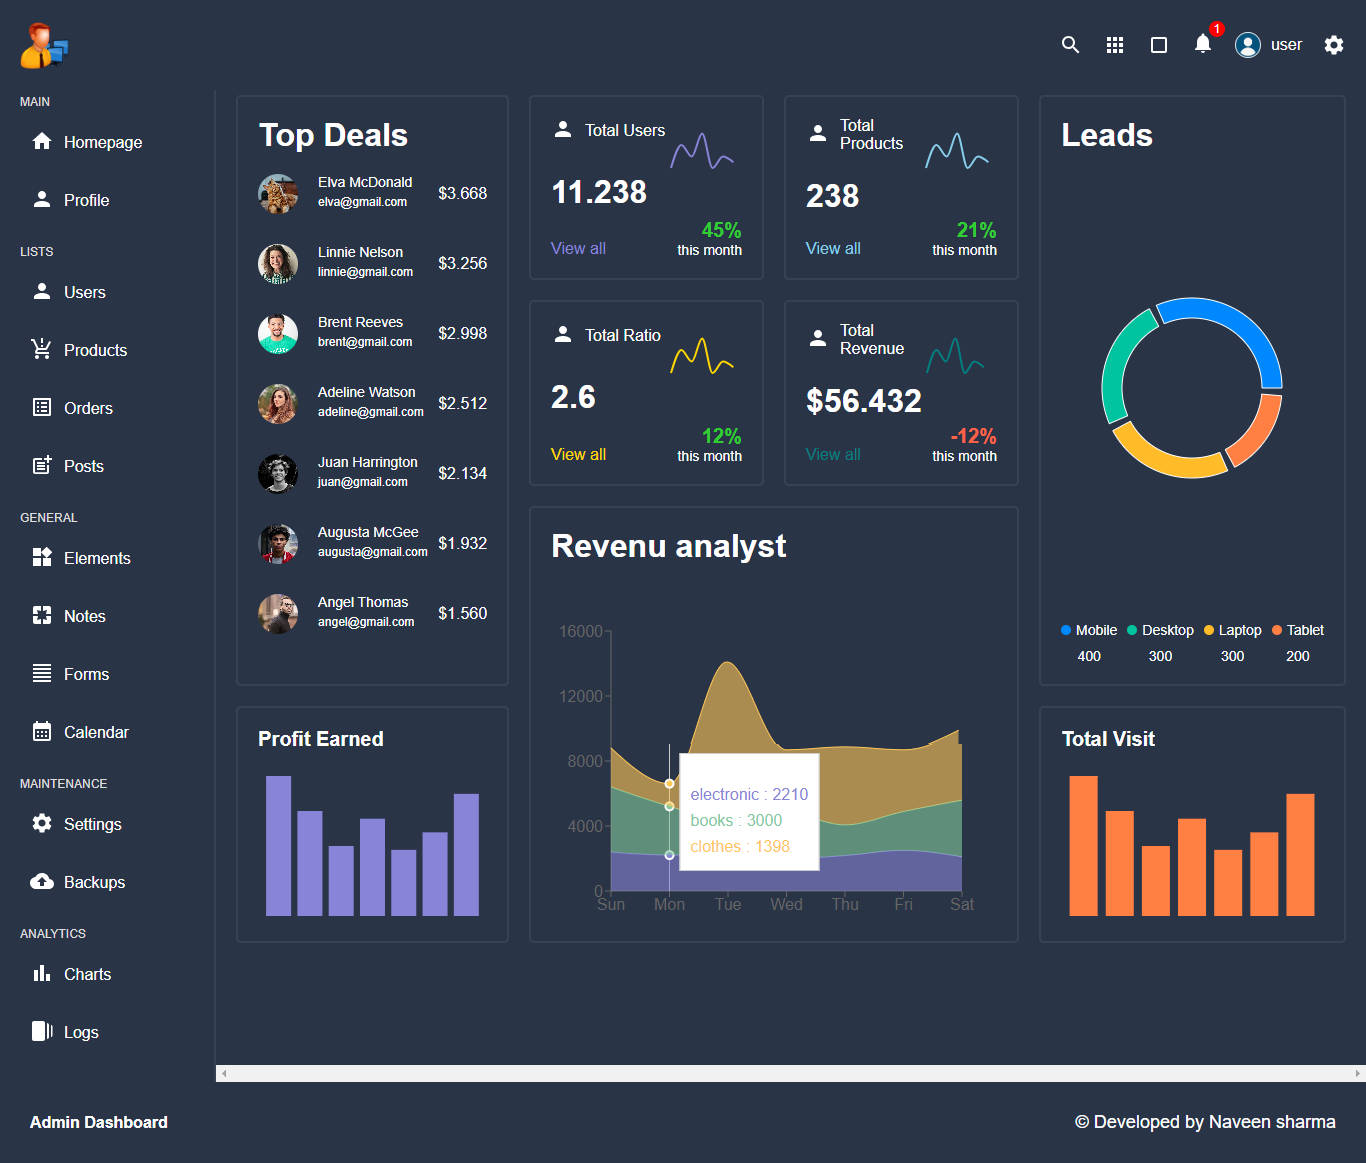 1
user
MAIN
Homepage
Profile
LISTS
Users
Products
Orders
Posts
GENERAL
Elements
Notes
Forms
Calendar
MAINTENANCE
Settings
Backups
ANALYTICS
Charts
Logs
Top Deals
Elva McDonald
elva@gmail.com
$3.668
Linnie Nelson
linnie@gmail.com
$3.256
Brent Reeves
brent@gmail.com
$2.998
Adeline Watson
adeline@gmail.com
$2.512
Juan Harrington
juan@gmail.com
$2.134
Augusta McGee
augusta@gmail.com
$1.932
Angel Thomas
angel@gmail.com
$1.560
Total Users
11.238
View all
45%
this month
Total
Products
238
View all
21%
this month
Total Ratio
2.6
View all
12%
this month
Total
Revenue
$56.432
View all
-12%
this month
Leads
Mobile Desktop Laptop Tablet
400 300 300 200
Profit Earned
Revenu analyst
16000
12000
8000
4000
0
electronic : 2210
books : 3000
clothes : 1398
Sun Mon Tue Wed Thu Fri Sat
Total Visit
Admin Dashboard
© Developed by Naveen sharma